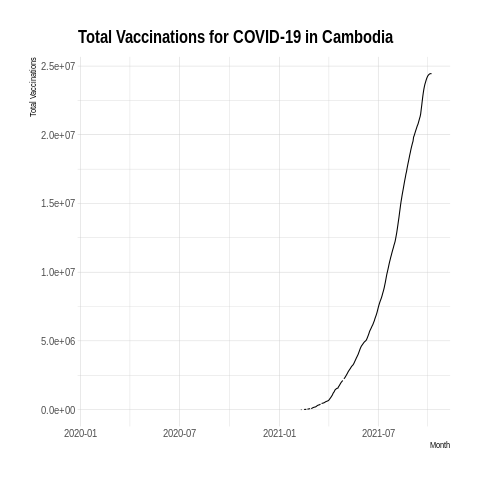 Total Vaccinations for COVID-19 in Cambodia
Total Vaccinations
2.5e+07
2.0e+07
1.5e+07
1.0e+07
5.0e+06
0.0e+00
2020-01 2020-07 2021-01 2021-07
Month